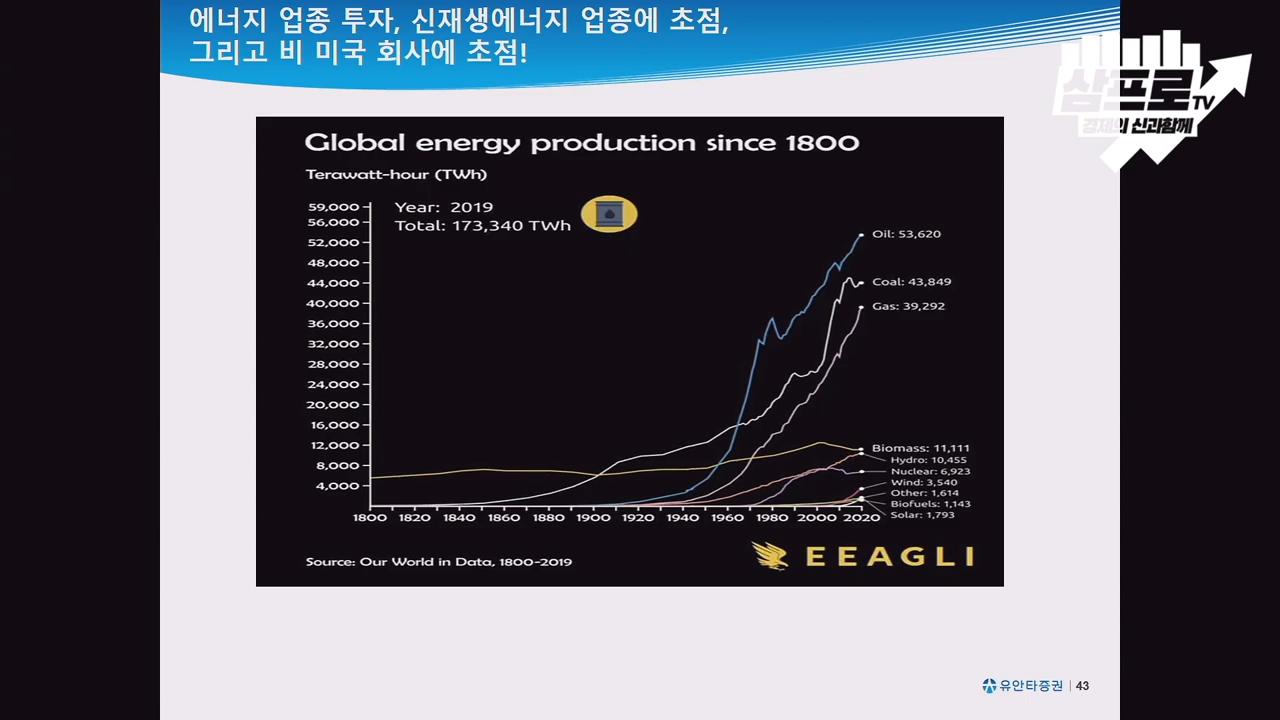 에너지 업종 투자, 신재생에너지 업종에 초점,
그리고 비 미국 회사에 초점!
삼프로TV
경제의 신과함께
Global energy production since 1800
Terawatt-hour (TWh)
Year: 2019
Total: 173,340 TWh
59,000
56,000
52,000
48,000
44,000
40,000
36,000
32,000
28,000
24,000
20,000
16,000
12,000
8,000
4,000
Oil: 53,620
Coal: 43,849
Gas: 39,292
Biomass: 11,111
Hydro: 10,455
Nuclear: 6,923
Wind: 3,540
Other: 1,614
Biofuels: 1,143
Solar: 1,793
1800 1820 1840 1860 1880 1900 1920 1940 1960 1980 2000 2020
Source: Our World in Data, 1800-2019
EEAGLI
유안타증권 | 43